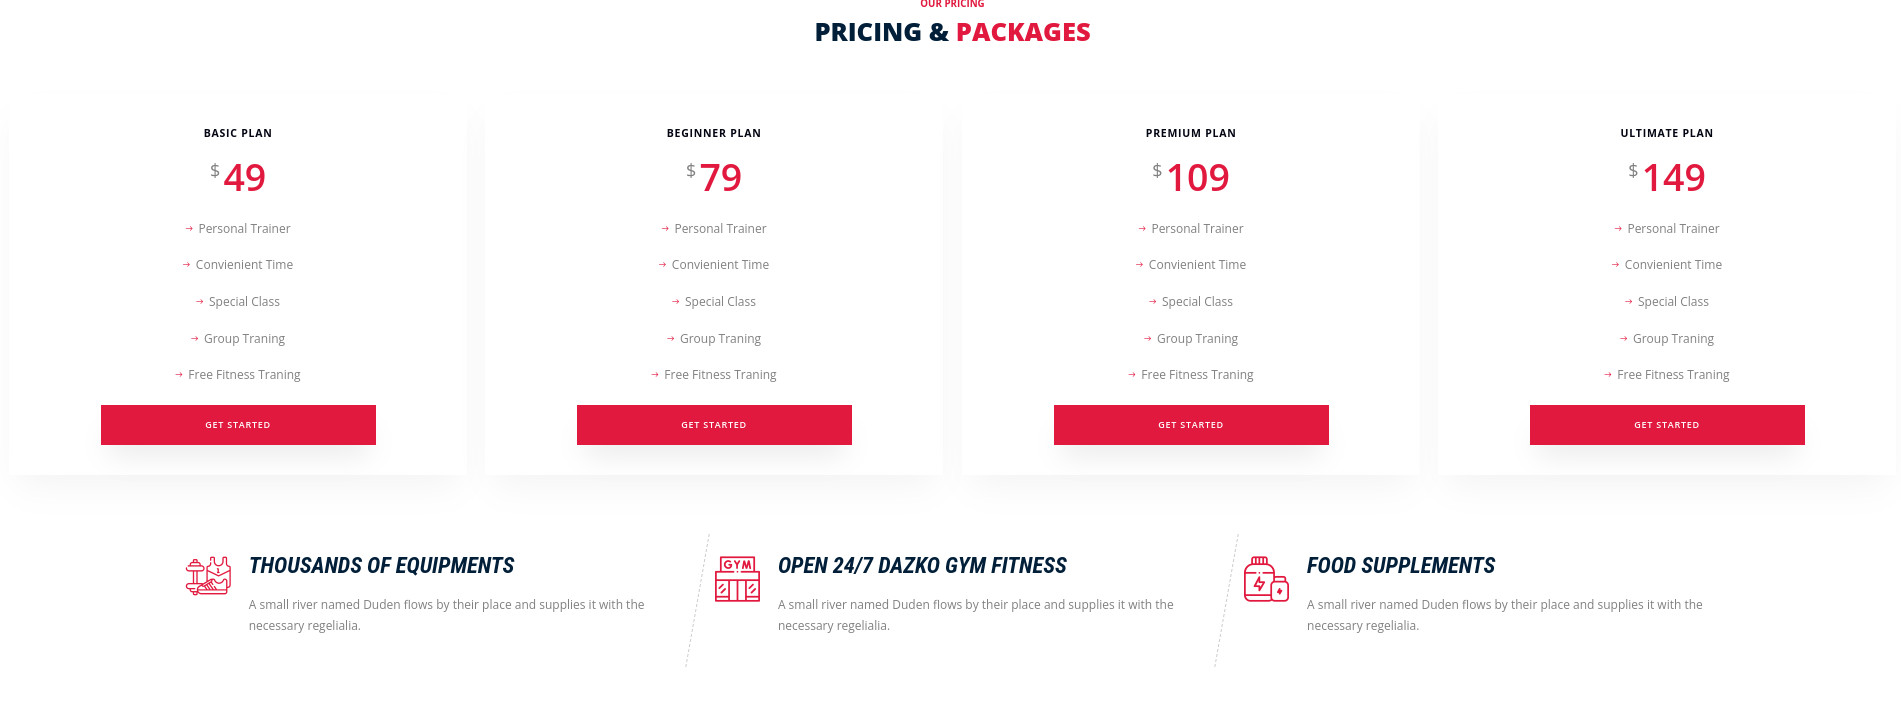 OUR PRICING
PRICING & PACKAGES
BASIC PLAN
$ 49
→ Personal Trainer
→ Convienient Time
→ Special Class
→ Group Traning
→ Free Fitness Traning
GET STARTED
BEGINNER PLAN
$ 79
→ Personal Trainer
→ Convienient Time
→ Special Class
→ Group Traning
→ Free Fitness Traning
GET STARTED
PREMIUM PLAN
$ 109
→ Personal Trainer
→ Convienient Time
→ Special Class
→ Group Traning
→ Free Fitness Traning
GET STARTED
ULTIMATE PLAN
$ 149
→ Personal Trainer
→ Convienient Time
→ Special Class
→ Group Traning
→ Free Fitness Traning
GET STARTED
THOUSANDS OF EQUIPMENTS
A small river named Duden flows by their place and supplies it with the
necessary regelialia.
GYM
OPEN 24/7 DAZKO GYM FITNESS
A small river named Duden flows by their place and supplies it with the
necessary regelialia.
FOOD SUPPLEMENTS
A small river named Duden flows by their place and supplies it with the
necessary regelialia.